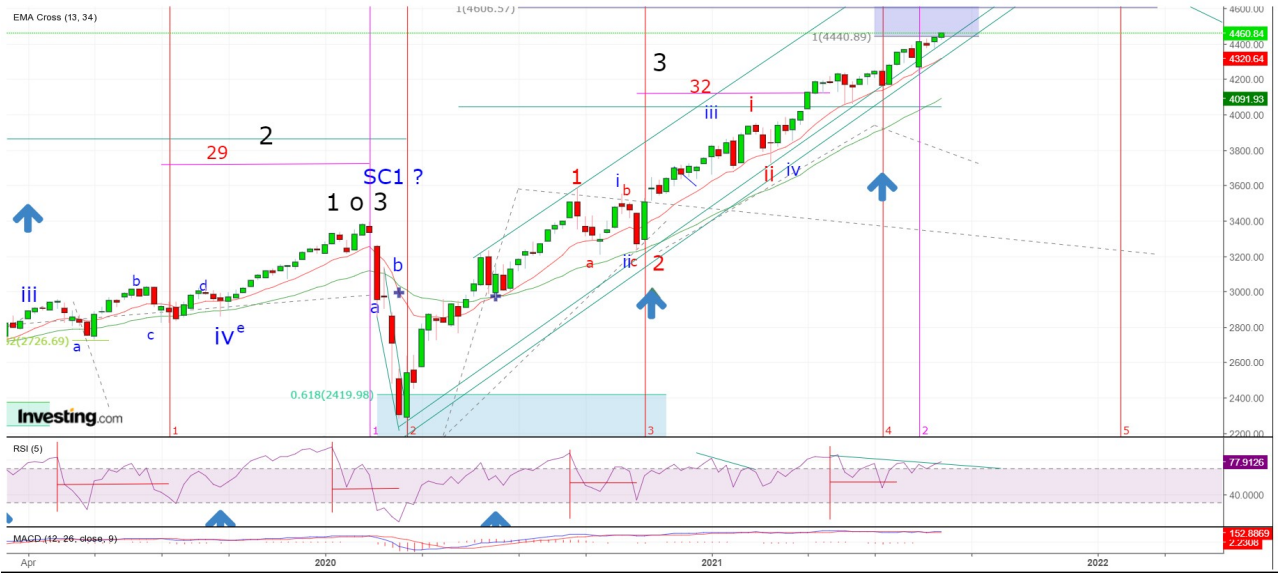 EMA Cross (13, 34)
1(4606.57)
4600.00
4460.84
1(4440.89)
4400.00
4320.64
4200.00
4091.93
4000.00
3800.00
3600.00
3400.00
3200.00
3000.00
2800.00
2600.00
2400.00
2200.00
2
29
SC1 ?
1 o 3
3
32
iii
i
1
i
b
ii
iv
b
a
iic
2
iii
b
d
a
a
c
iv e
2(2726.69)
0.618(2419.98)
Investing.com
1
1
2
3
4
2
5
RSI (5)
77.9126
40.0000
MACD (12, 26, close, 9)
152.8869
2.2308
Apr
2020
2021
2022